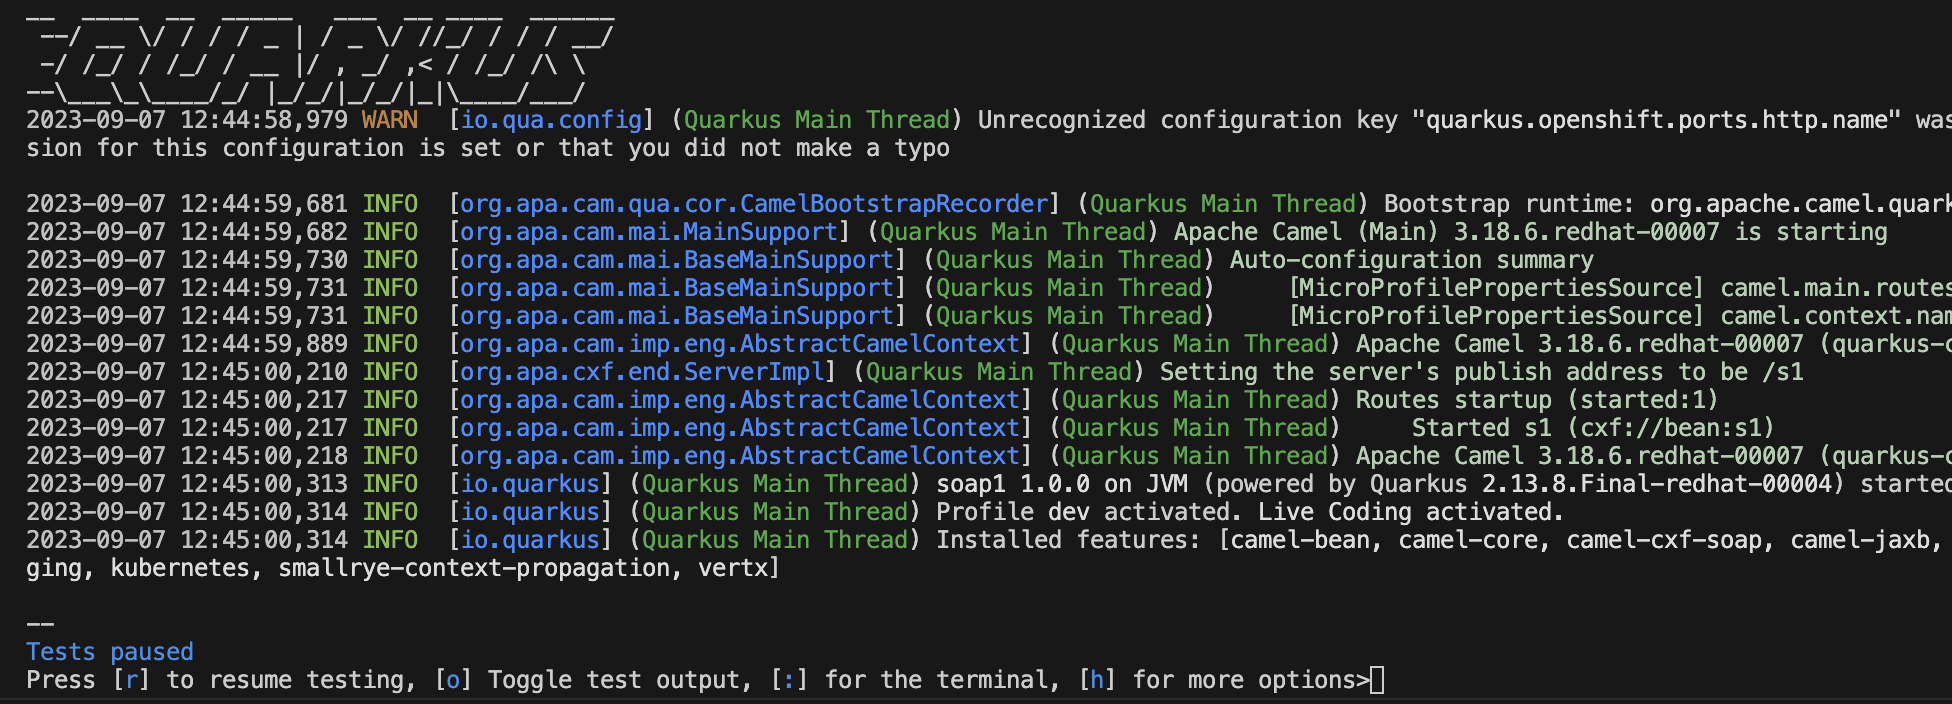 __  ____  __  _____   ___  __ ____  ______
 --/ __ \/ / / / _ | / _ \/ //_/ / / / __/
 -/ /_/ / /_/ / __ |/ , _/ ,< / /_/ /\ \
--\___\_\____/_/ |_/_/|_/_/|_|\____/___/
2023-09-07 12:44:58,979 WARN  [io.qua.config] (Quarkus Main Thread) Unrecognized configuration key "quarkus.openshift.ports.http.name" was
sion for this configuration is set or that you did not make a typo
2023-09-07 12:44:59,681 INFO  [org.apa.cam.qua.cor.CamelBootstrapRecorder] (Quarkus Main Thread) Bootstrap runtime: org.apache.camel.quark
2023-09-07 12:44:59,682 INFO  [org.apa.cam.mai.MainSupport] (Quarkus Main Thread) Apache Camel (Main) 3.18.6.redhat-00007 is starting
2023-09-07 12:44:59,730 INFO  [org.apa.cam.mai.BaseMainSupport] (Quarkus Main Thread) Auto-configuration summary
2023-09-07 12:44:59,731 INFO  [org.apa.cam.mai.BaseMainSupport] (Quarkus Main Thread)     [MicroProfilePropertiesSource] camel.main.routes
2023-09-07 12:44:59,731 INFO  [org.apa.cam.mai.BaseMainSupport] (Quarkus Main Thread)     [MicroProfilePropertiesSource] camel.context.nam
2023-09-07 12:44:59,889 INFO  [org.apa.cam.imp.eng.AbstractCamelContext] (Quarkus Main Thread) Apache Camel 3.18.6.redhat-00007 (quarkus-c
2023-09-07 12:45:00,210 INFO  [org.apa.cxf.end.ServerImpl] (Quarkus Main Thread) Setting the server's publish address to be /s1
2023-09-07 12:45:00,217 INFO  [org.apa.cam.imp.eng.AbstractCamelContext] (Quarkus Main Thread) Routes startup (started:1)
2023-09-07 12:45:00,217 INFO  [org.apa.cam.imp.eng.AbstractCamelContext] (Quarkus Main Thread)     Started s1 (cxf://bean:s1)
2023-09-07 12:45:00,218 INFO  [org.apa.cam.imp.eng.AbstractCamelContext] (Quarkus Main Thread) Apache Camel 3.18.6.redhat-00007 (quarkus-c
2023-09-07 12:45:00,313 INFO  [io.quarkus] (Quarkus Main Thread) soap1 1.0.0 on JVM (powered by Quarkus 2.13.8.Final-redhat-00004) started
2023-09-07 12:45:00,314 INFO  [io.quarkus] (Quarkus Main Thread) Profile dev activated. Live Coding activated.
2023-09-07 12:45:00,314 INFO  [io.quarkus] (Quarkus Main Thread) Installed features: [camel-bean, camel-core, camel-cxf-soap, camel-jaxb,
ging, kubernetes, smallrye-context-propagation, vertx]
--
Tests paused
Press [r] to resume testing, [o] Toggle test output, [:] for the terminal, [h] for more options>